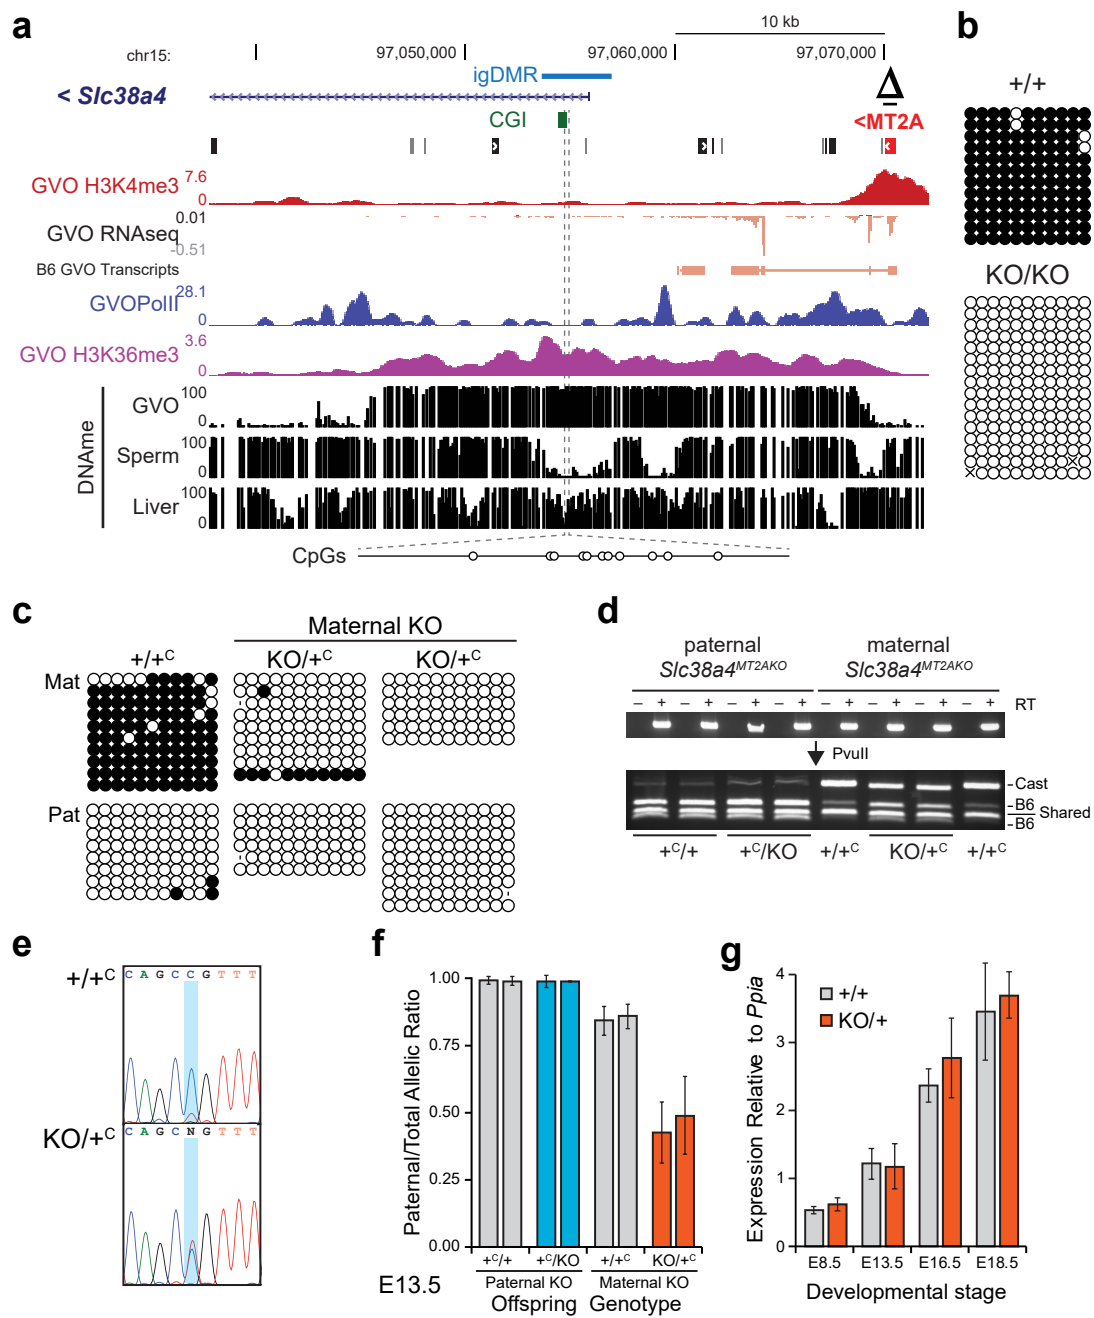 a
10 kb
chr15:
97,050,000
97,060,000
97,070,000
igDMR
< Slc38a4
CGI
Δ
<MT2A
GVO H3K4me3
7.6
0
GVO RNAseq
0.01
-0.51
B6 GVO Transcripts
GVOPolII
28.1
0
GVO H3K36me3
3.6
0
DNAme
GVO
100
0
Sperm
100
0
Liver
100
0
CpGs
b
+/+
KO/KO
c
Maternal KO
+/+C
KO/+C
KO/+C
Mat
Pat
d
paternal
Slc38a4MT2AKO
maternal
Slc38a4MT2AKO
– + – + – + – + – + – + – + – +
RT
PvuII
Cast
B6
Shared
B6
+C/+
+C/KO
+/+C
KO/+C
+/+C
e
+/+C
C A G C C G T T T
KO/+C
C A G C N G T T T
f
Paternal/Total Allelic Ratio
1.00
0.75
0.50
0.25
0.00
+C/+
+C/KO
+/+C
KO/+C
E13.5
Paternal KO
Maternal KO
Offspring Genotype
g
Expression Relative to Ppia
4
3
2
1
0
+/+
KO/+
E8.5
E13.5
E16.5
E18.5
Developmental stage